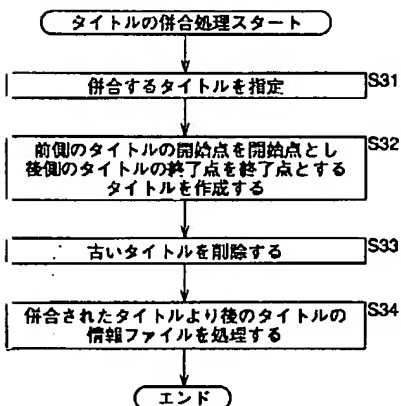 タイトルの併合処理スタート
併合するタイトルを指定
S31
前側のタイトルの開始点を開始点とし
後側のタイトルの終了点を終了点とする
タイトルを作成する
S32
古いタイトルを削除する
S33
併合されたタイトルより後のタイトルの
情報ファイルを処理する
S34
エンド